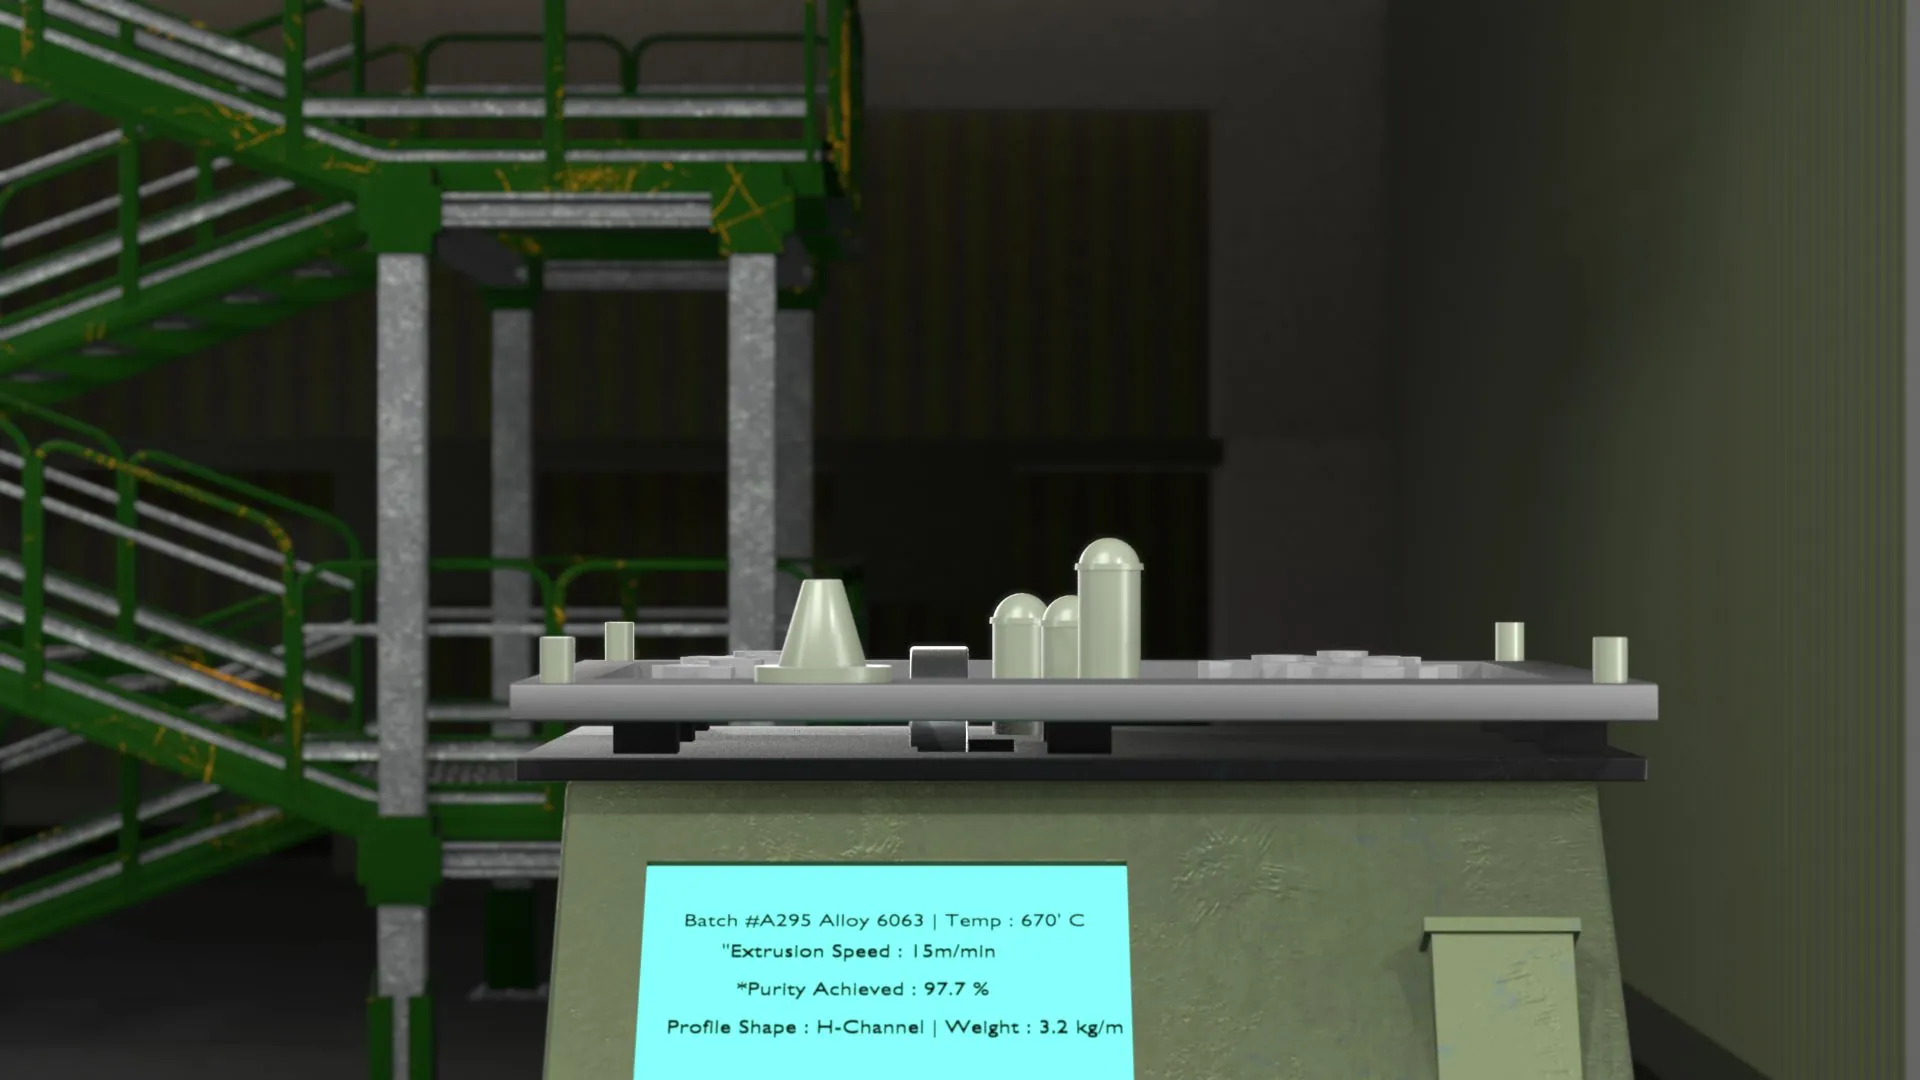 Batch #A295 Alloy 6063 | Temp : 670' C
"Extrusion Speed : 15m/min
*Purity Achieved : 97.7 %
Profile Shape : H-Channel | Weight : 3.2 kg/m